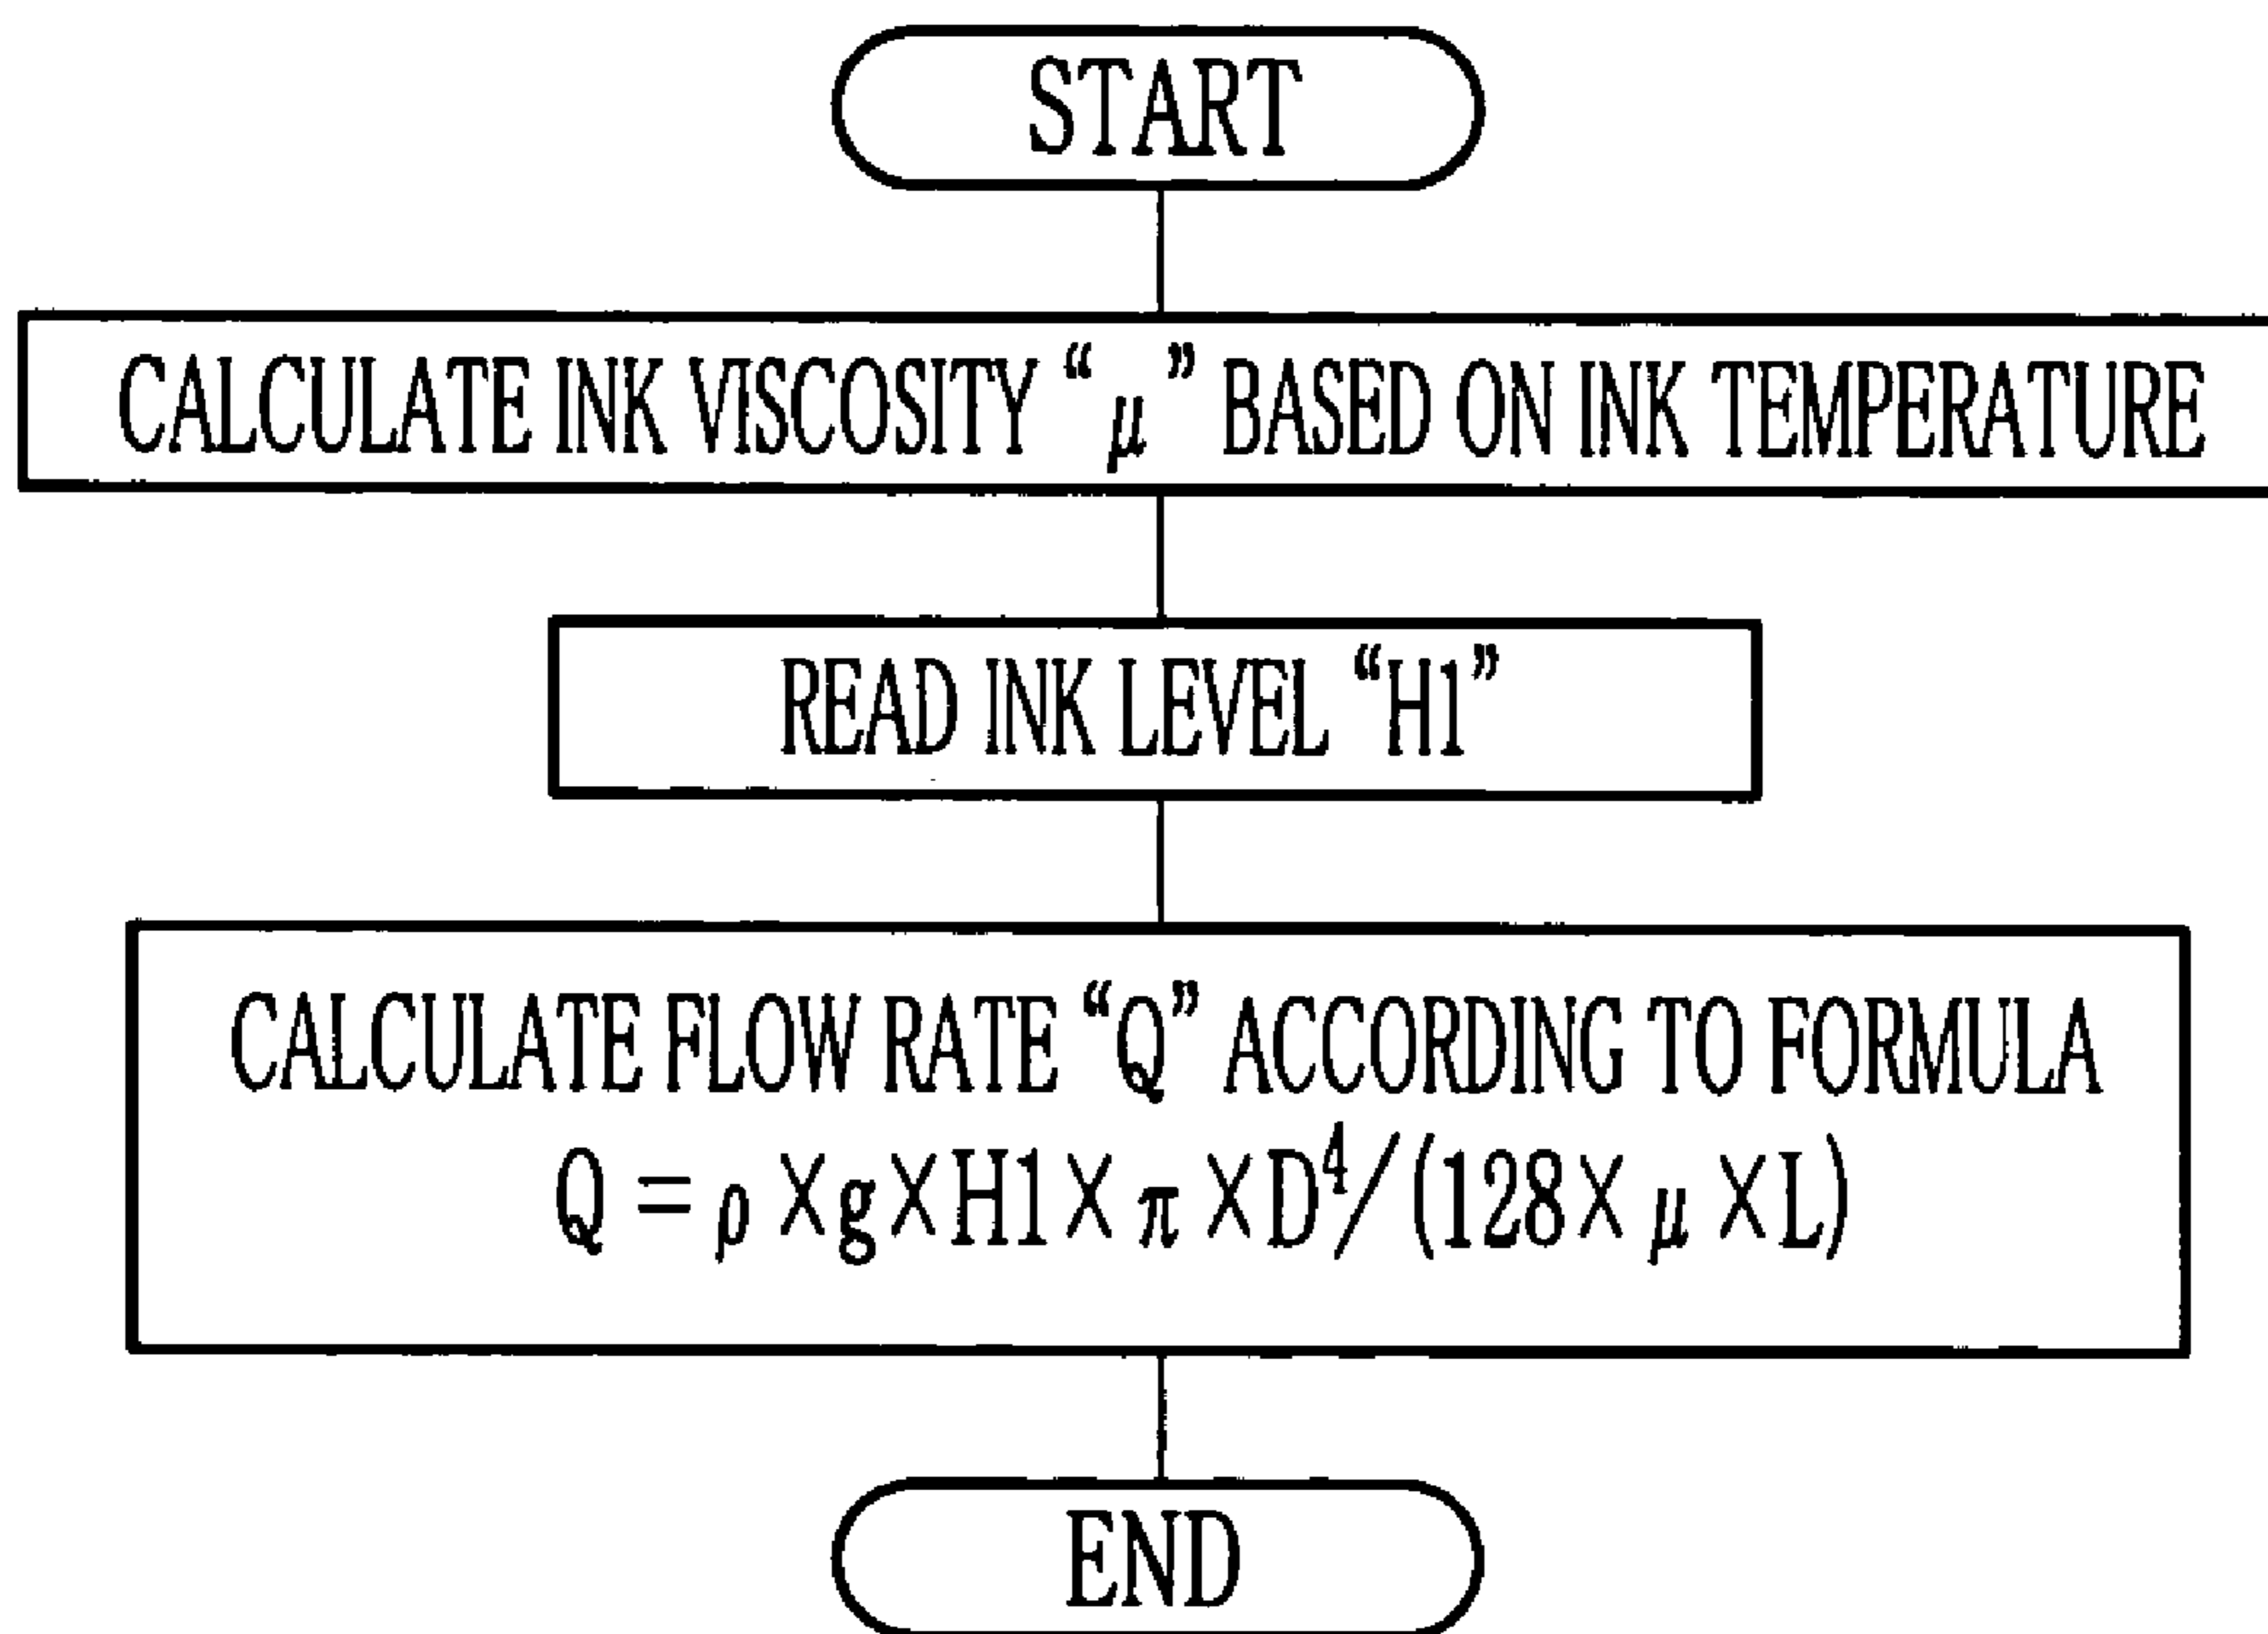 START
CALCULATE INK VISCOSITY “ μ ” BASED ON INK TEMPERATURE
READ INK LEVEL “H1”
CALCULATE FLOW RATE “Q” ACCORDING TO FORMULA
Q = ρ × g × H1 × π × D⁴/(128 × μ × L)
END